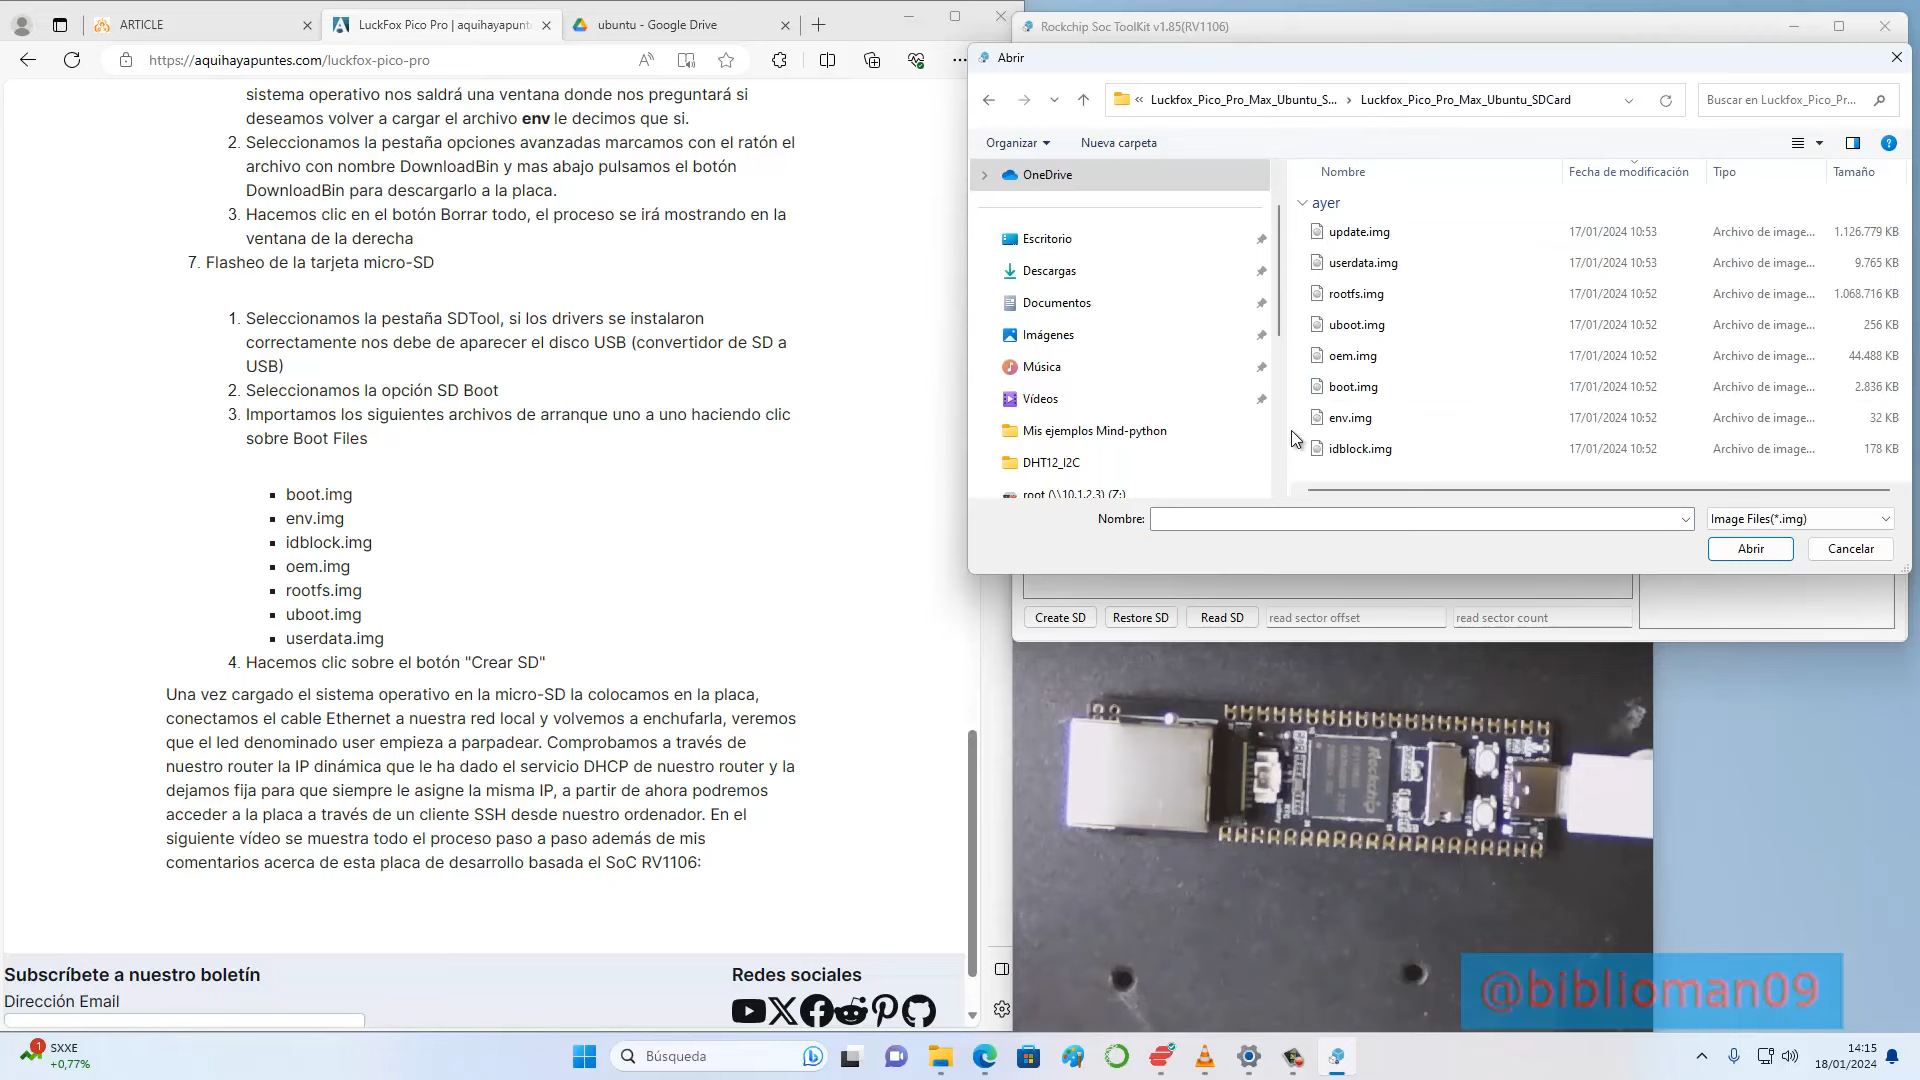 ARTICLE
LuckFox Pico Pro | aquihayapunt
ubuntu - Google Drive
https://aquihayapuntes.com/luckfox-pico-pro
sistema operativo nos saldrá una ventana donde nos preguntará si
deseamos volver a cargar el archivo env le decimos que si.
2. Seleccionamos la pestaña opciones avanzadas marcamos con el ratón el
archivo con nombre DownloadBin y mas abajo pulsamos el botón
DownloadBin para descargarlo a la placa.
3. Hacemos clic en el botón Borrar todo, el proceso se irá mostrando en la
ventana de la derecha
7. Flasheo de la tarjeta micro-SD
1. Seleccionamos la pestaña SDTool, si los drivers se instalaron
correctamente nos debe de aparecer el disco USB (convertidor de SD a
USB)
2. Seleccionamos la opción SD Boot
3. Importamos los siguientes archivos de arranque uno a uno haciendo clic
sobre Boot Files
boot.img
env.img
idblock.img
oem.img
rootfs.img
uboot.img
userdata.img
4. Hacemos clic sobre el botón "Crear SD"
Una vez cargado el sistema operativo en la micro-SD la colocamos en la placa,
conectamos el cable Ethernet a nuestra red local y volvemos a enchufarla, veremos
que el led denominado user empieza a parpadear. Comprobamos a través de
nuestro router la IP dinámica que le ha dado el servicio DHCP de nuestro router y la
dejamos fija para que siempre le asigne la misma IP, a partir de ahora podremos
acceder a la placa a través de un cliente SSH desde nuestro ordenador. En el
siguiente vídeo se muestra todo el proceso paso a paso además de mis
comentarios acerca de esta placa de desarrollo basada el SoC RV1106:
Subscríbete a nuestro boletín
Dirección Email
Redes sociales
Rockchip Soc ToolKit v1.85(RV1106)
Abrir
« Luckfox_Pico_Pro_Max_Ubuntu_S... > Luckfox_Pico_Pro_Max_Ubuntu_SDCard
Buscar en Luckfox_Pico_Pr...
Organizar
Nueva carpeta
OneDrive
Escritorio
Descargas
Documentos
Imágenes
Música
Vídeos
Mis ejemplos Mind-python
DHT12_I2C
root (\\10.1.2.3) (Z:)
Nombre Fecha de modificación Tipo Tamaño
ayer
update.img 17/01/2024 10:53 Archivo de image... 1.126.779 KB
userdata.img 17/01/2024 10:53 Archivo de image... 9.765 KB
rootfs.img 17/01/2024 10:52 Archivo de image... 1.068.716 KB
uboot.img 17/01/2024 10:52 Archivo de image... 256 KB
oem.img 17/01/2024 10:52 Archivo de image... 44.488 KB
boot.img 17/01/2024 10:52 Archivo de image... 2.836 KB
env.img 17/01/2024 10:52 Archivo de image... 32 KB
idblock.img 17/01/2024 10:52 Archivo de image... 178 KB
Nombre:
Image Files(*.img)
Abrir
Cancelar
Create SD
Restore SD
Read SD
read sector offset
read sector count
Rockchip
@biblioman09
1
SXXE
+0,77%
Búsqueda
14:15
18/01/2024